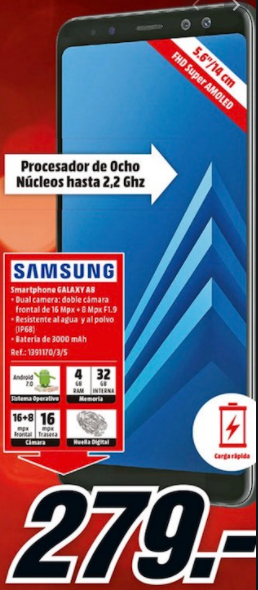 5.6"/14 cm
FHD Super AMOLED
Procesador de Ocho
Núcleos hasta 2,2 Ghz
SAMSUNG
Smartphone GALAXY A8
• Dual camera: doble cámara
frontal de 16 Mpx + 8 Mpx F1.9
• Resistente al agua y al polvo
(IP68)
• Batería de 3000 mAh
Ref.: 1391170/3/5
Android
7.0
Sistema Operativo
4
GB
RAM
32
GB
INTERNA
Memoria
16+8
mpx
frontal
16
mpx
Trasera
Cámara
Huella Digital
Carga rápida
279.-